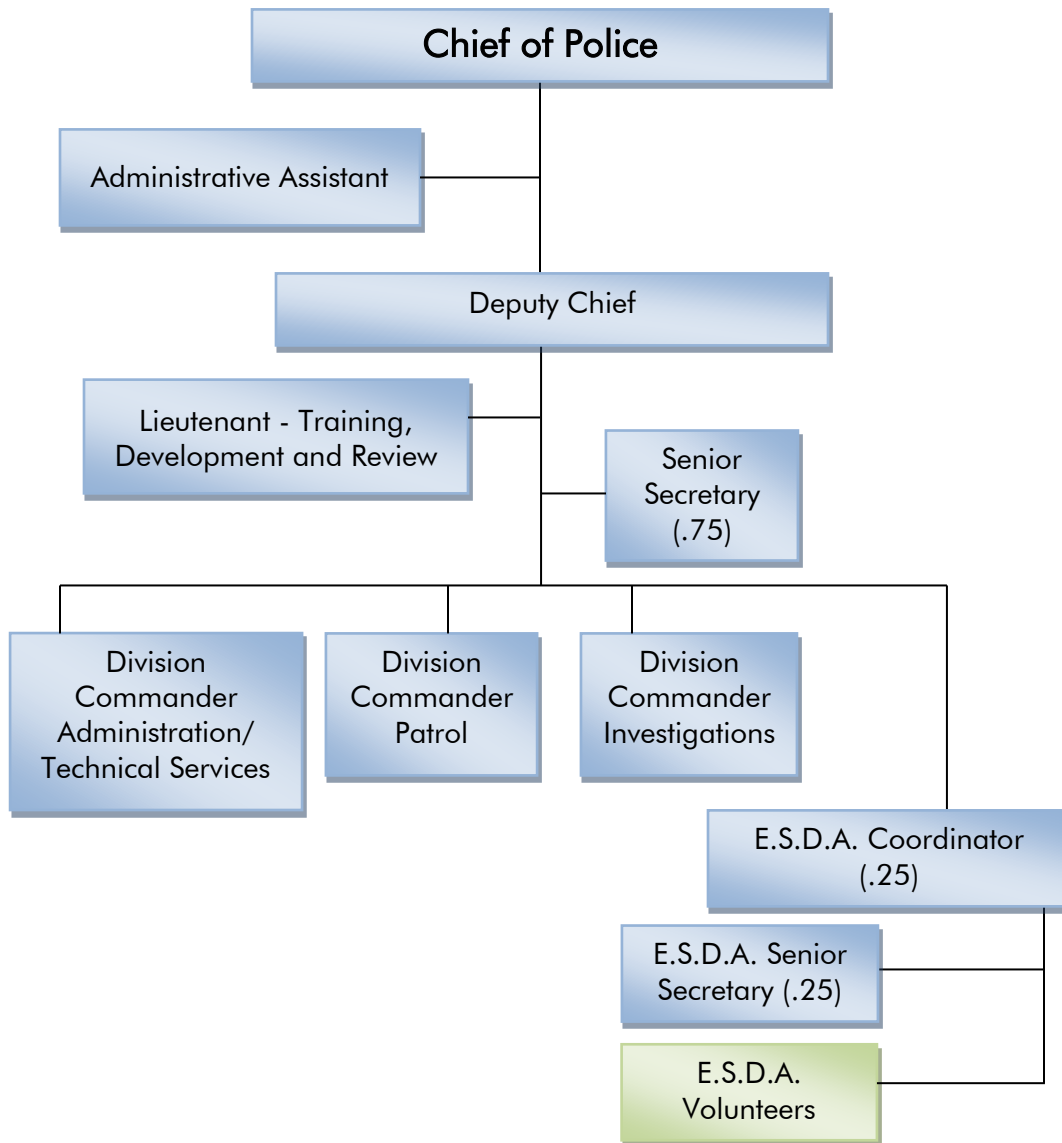 Chief of Police
Administrative Assistant
Deputy Chief
Lieutenant - Training,
Development and Review
Senior
Secretary
(.75)
Division
Commander
Administration/
Technical Services
Division
Commander
Patrol
Division
Commander
Investigations
E.S.D.A. Coordinator
(.25)
E.S.D.A. Senior
Secretary (.25)
E.S.D.A.
Volunteers